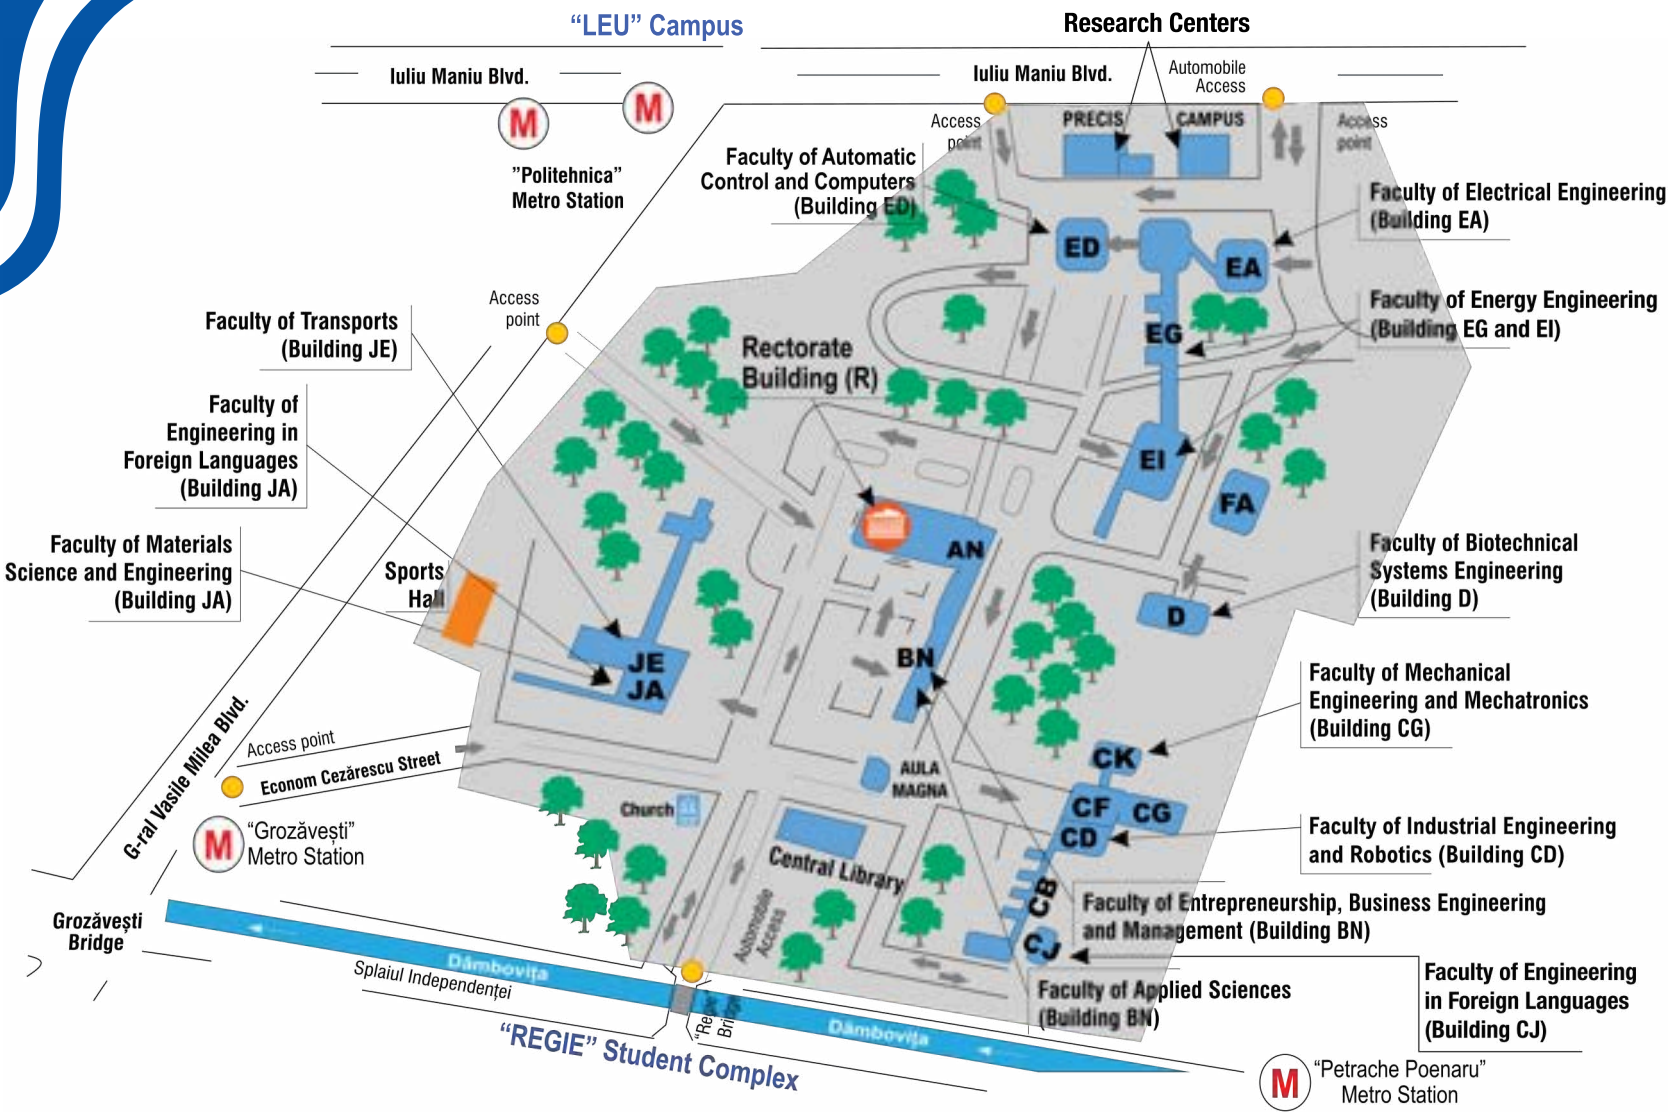 “LEU” Campus
Research Centers
Iuliu Maniu Blvd.
Iuliu Maniu Blvd.
Automobile
Access
M
M
”Politehnica”
Metro Station
Access
point
PRECIS
CAMPUS
Access
point
Faculty of Automatic
Control and Computers
(Building ED)
Faculty of Electrical Engineering
(Building EA)
ED
EA
EG
Faculty of Energy Engineering
(Building EG and EI)
Access
point
Faculty of Transports
(Building JE)
Rectorate
Building (R)
Faculty of
Engineering in
Foreign Languages
(Building JA)
EI
FA
AN
Faculty of Materials
Science and Engineering
(Building JA)
Sports
Hall
Faculty of Biotechnical
Systems Engineering
(Building D)
D
JE
JA
BN
Faculty of Mechanical
Engineering and Mechatronics
(Building CG)
G-ral Vasile Milea Blvd.
Access point
Econom Cezărescu Street
AULA
MAGNA
CK
CF
CG
CD
CB
CJ
Church
Central Library
Faculty of Industrial Engineering
and Robotics (Building CD)
M
“Grozăvești”
Metro Station
Automobile
Access
Faculty of Entrepreneurship, Business Engineering
and Management (Building BN)
Grozăvești
Bridge
Dâmbovița
Splaiul Independenței
"Regie"
Bridge
Dâmbovița
Faculty of Applied Sciences
(Building BN)
Faculty of Engineering
in Foreign Languages
(Building CJ)
“REGIE” Student Complex
M
“Petrache Poenaru”
Metro Station